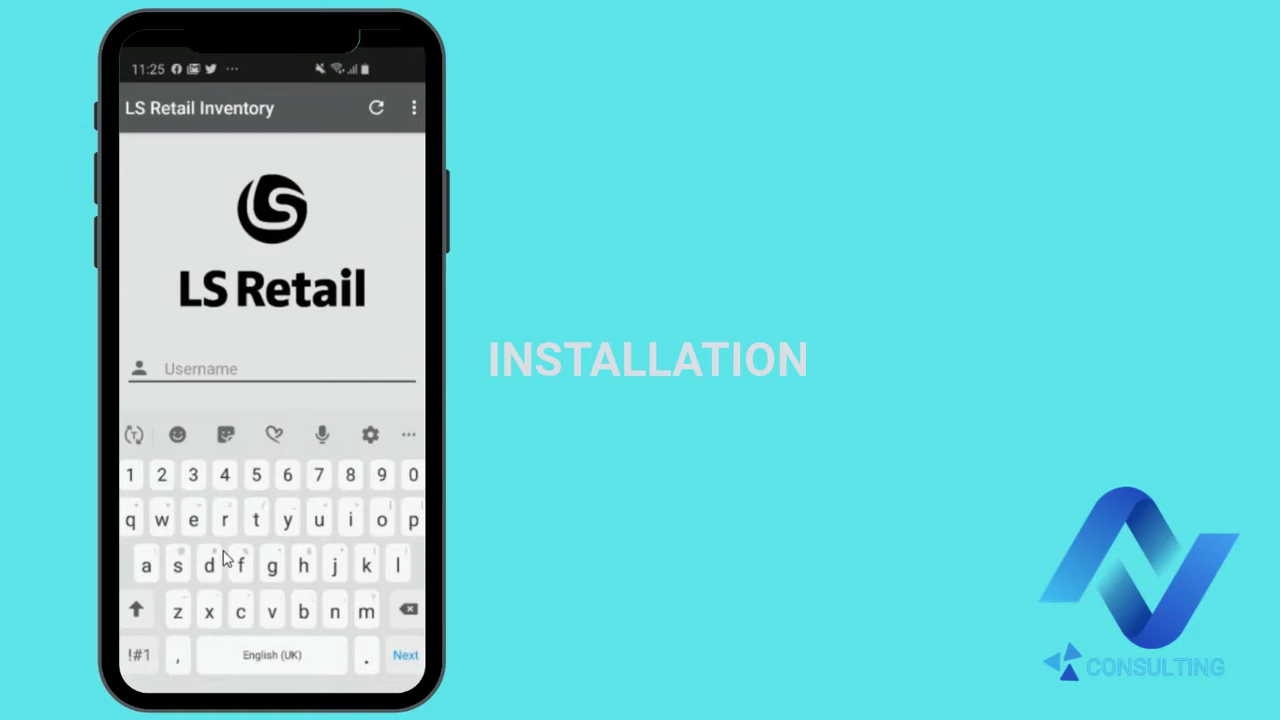 11:25
LS Retail Inventory
LS Retail
Username
1 2 3 4 5 6 7 8 9 0
q w e r t y u i o p
a s d f g h j k l
z x c v b n m
!#1 , English (UK) . Next
INSTALLATION
CONSULTING